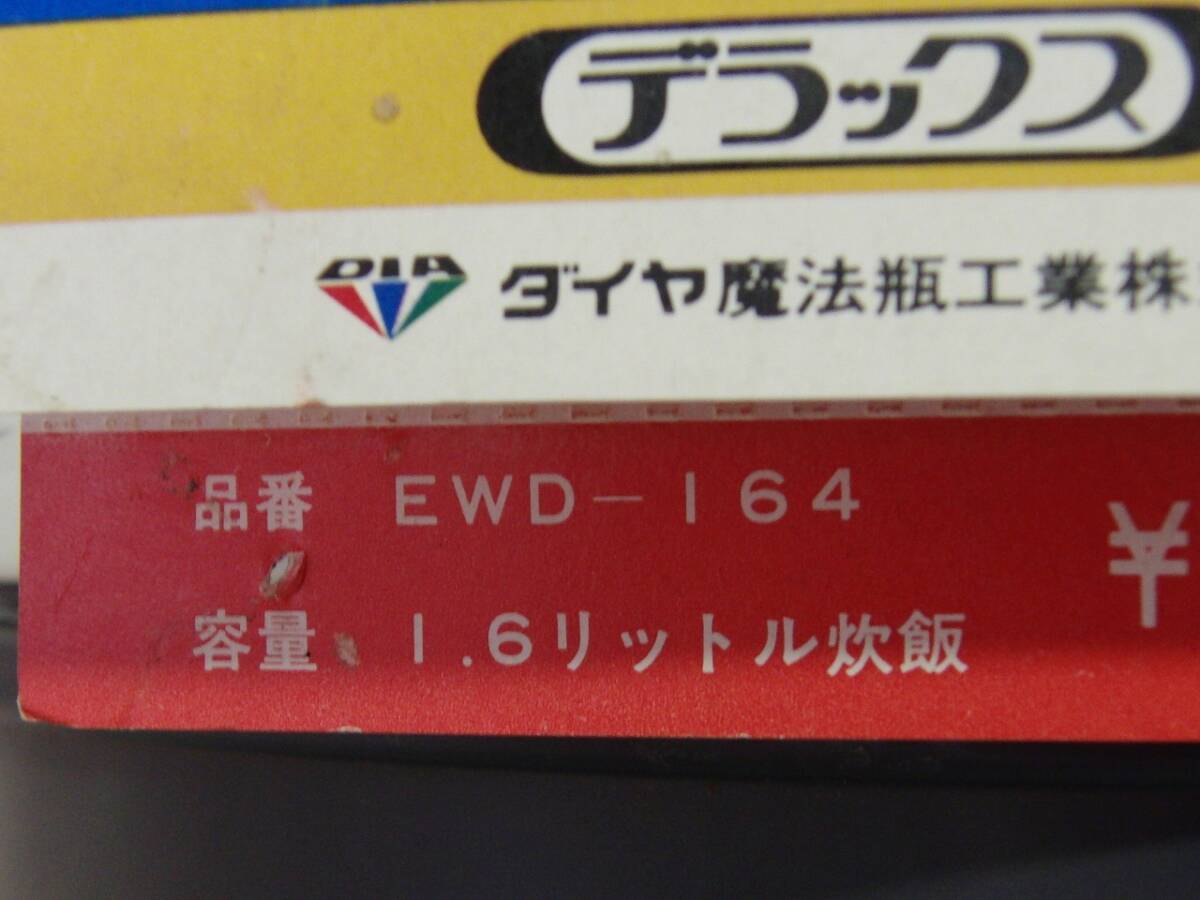 デラックス
DIA ダイヤ魔法瓶工業株
品番 EWD-164
¥
容量 1.6リットル炊飯